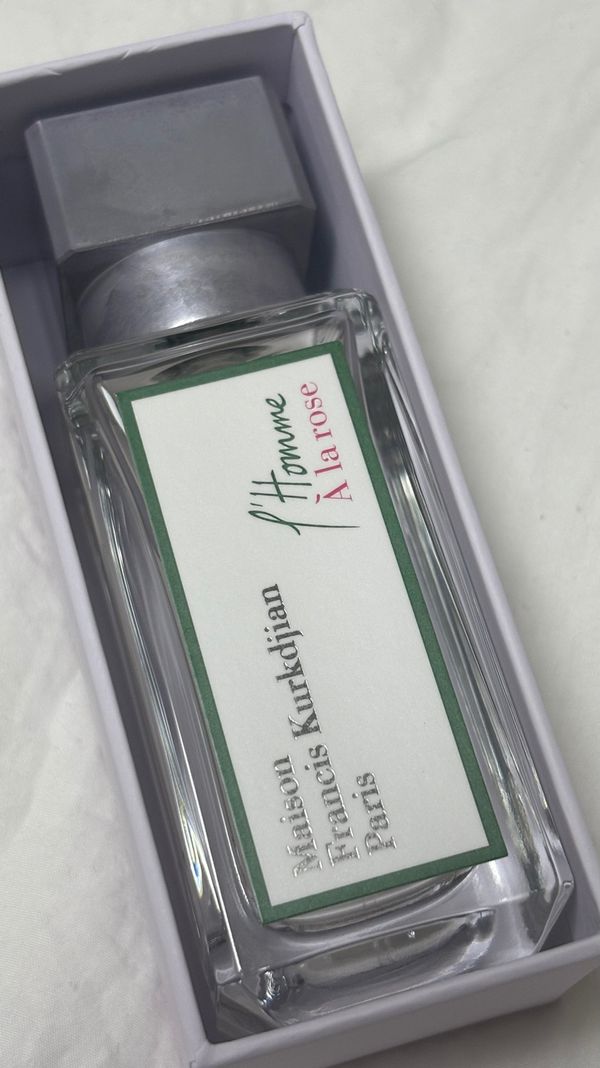 l'Homme
À la rose
Maison
Francis Kurkdjian
Paris